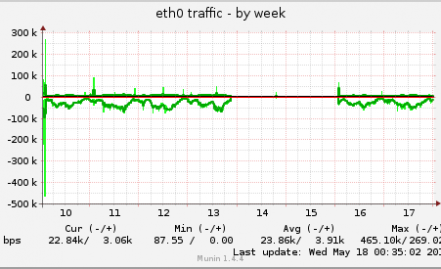 eth0 traffic - by week
300 k
200 k
100 k
0
-100 k
-200 k
-300 k
-400 k
-500 k
10 11 12 13 14 15 16 17
Cur (-/+) Min (-/+) Avg (-/+) Max (-/+)
bps 22.84k/ 3.06k 87.55 / 0.00 23.86k/ 3.91k 465.10k/269.02
Last update: Wed May 18 00:35:02 201
Munin 1.4.4